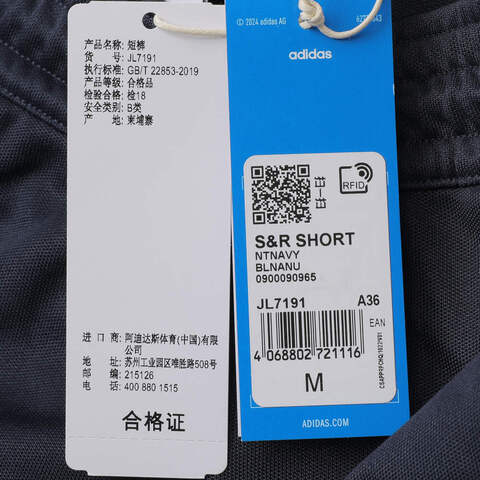 产品名称: 短裤
货 号: JL7191
执行标准: GB/T 22853-2019
产品等级: 合格品
检验合格: 检18
安全类别: B类
产 地: 柬埔寨
进 口 商: 阿迪达斯体育(中国)有限
公司
地 址: 苏州工业园区唯胜路508号
邮 编: 215126
电 话: 400 880 1515
合格证
© 2024 adidas AG
adidas
RFID
S&R SHORT
NTNAVY
BLNANU
0900090965
JL7191 A36
EAN
4 068802 721116
M
ADIDAS.COM